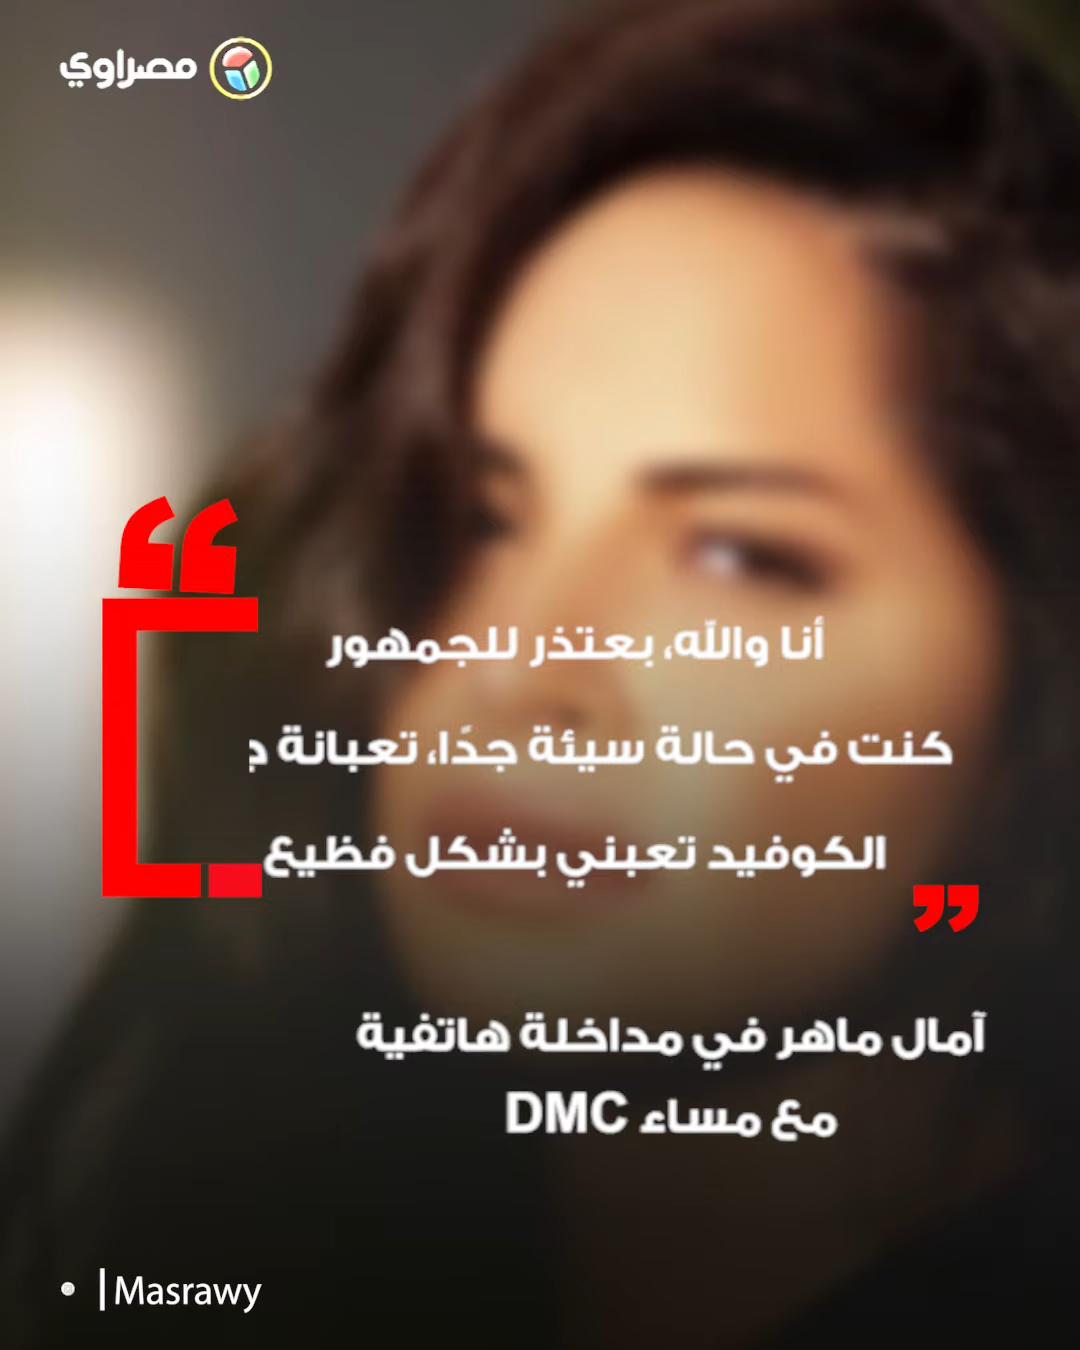 مصراوي
أنا والله، بعتذر للجمهور
كنت في حالة سيئة جدًا، تعبانة
الكوفيد تعبني بشكل فظيع
آمال ماهر في مداخلة هاتفية
مع مساء DMC
Masrawy